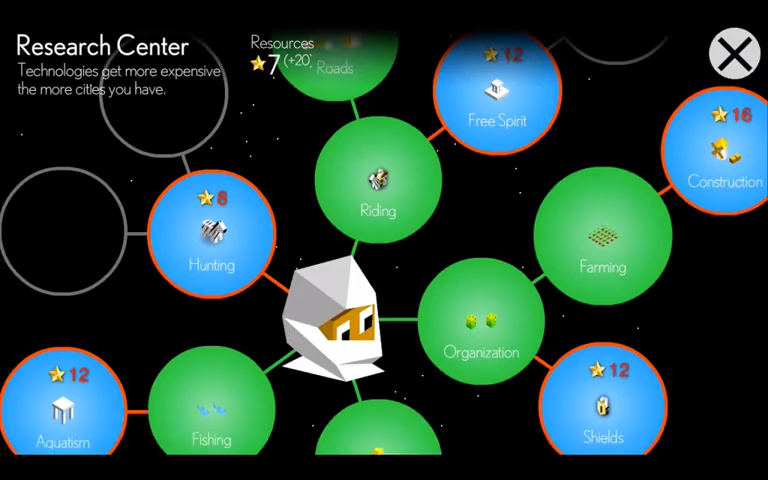 Research Center
Technologies get more expensive
the more cities you have.
Resources
7 (+20)
Roads
12
Free Spirit
16
Construction
Riding
8
Hunting
Farming
Organization
12
Aquatism
Fishing
12
Shields